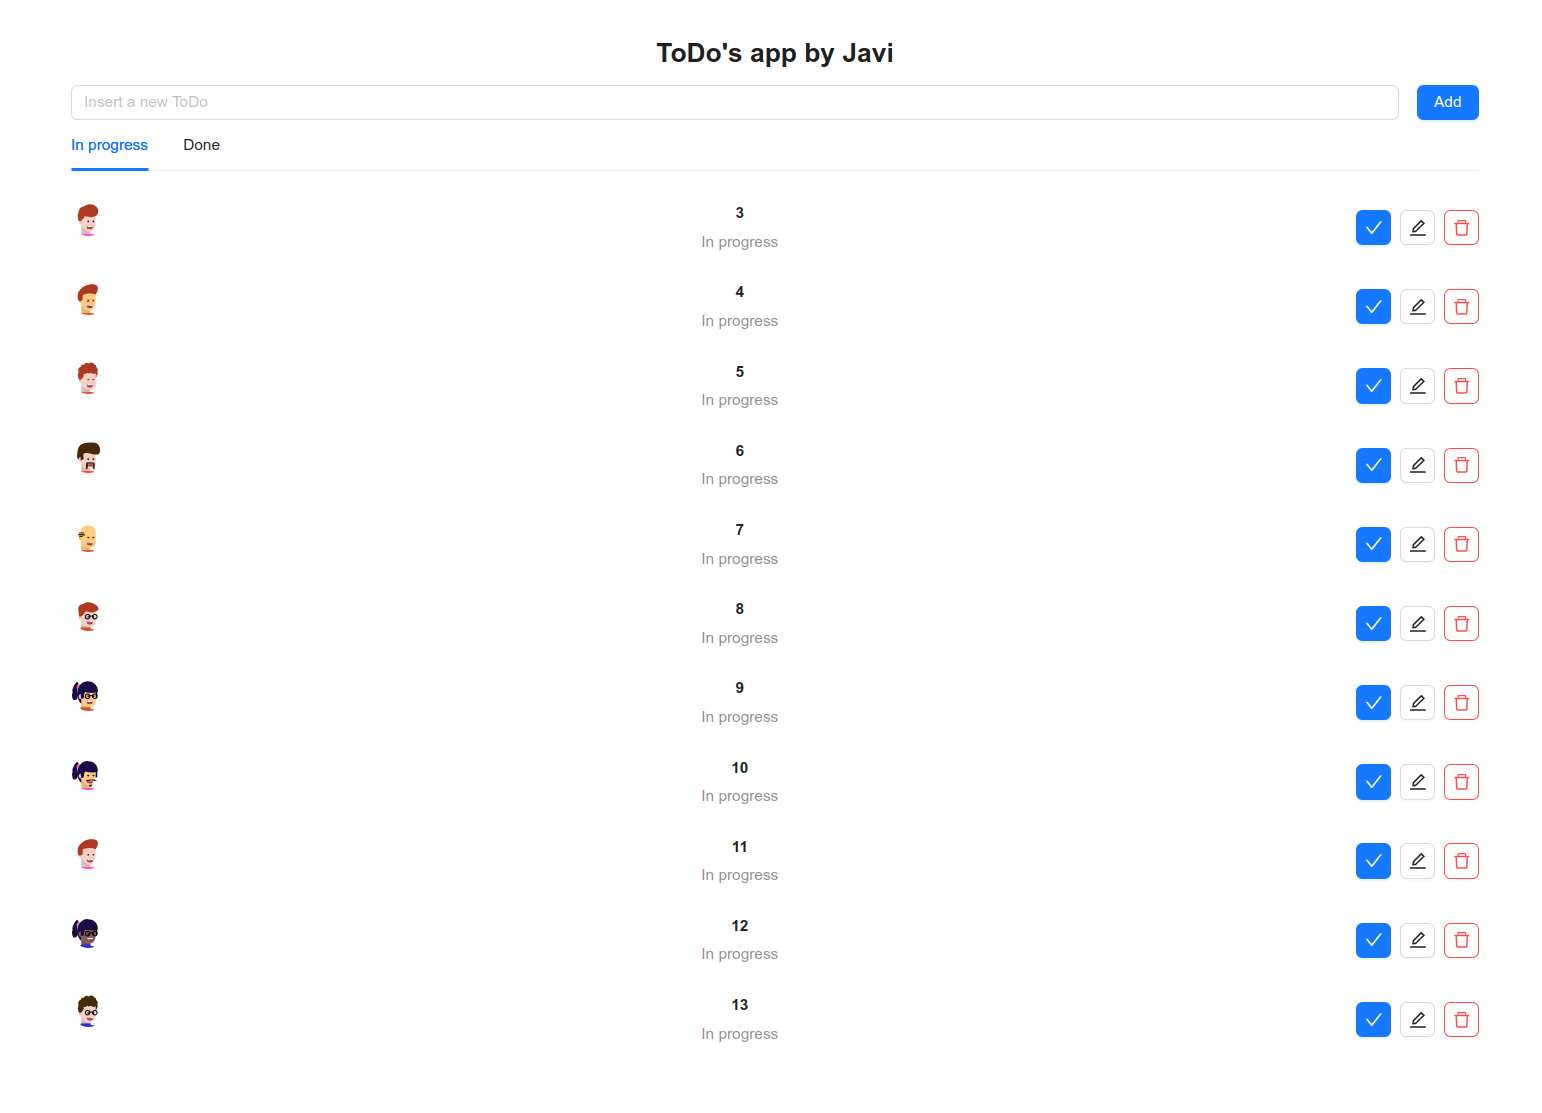 ToDo's app by Javi
Insert a new ToDo
Add
In progress
Done
3
In progress
4
In progress
5
In progress
6
In progress
7
In progress
8
In progress
9
In progress
10
In progress
11
In progress
12
In progress
13
In progress